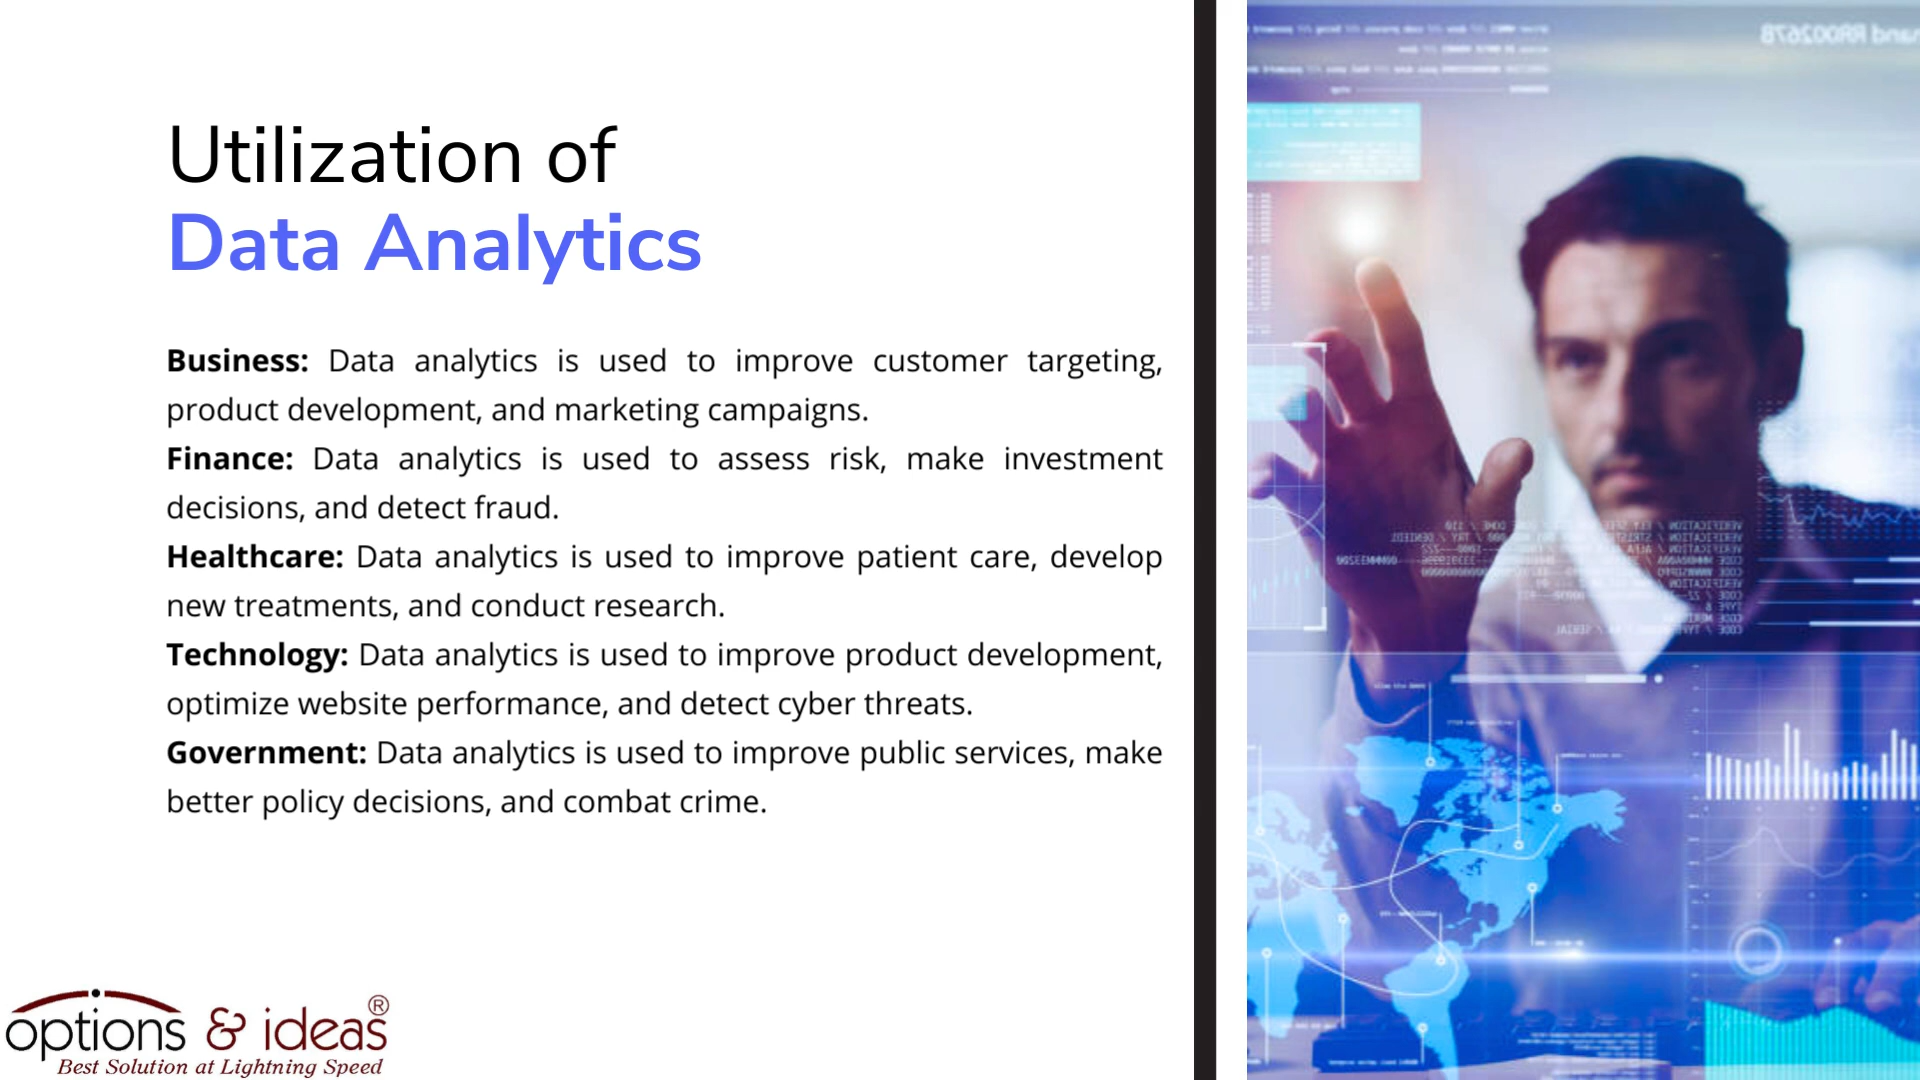 Utilization of
Data Analytics
Business: Data analytics is used to improve customer targeting,
product development, and marketing campaigns.
Finance: Data analytics is used to assess risk, make investment
decisions, and detect fraud.
Healthcare: Data analytics is used to improve patient care, develop
new treatments, and conduct research.
Technology: Data analytics is used to improve product development,
optimize website performance, and detect cyber threats.
Government: Data analytics is used to improve public services, make
better policy decisions, and combat crime.
options & ideas®
Best Solution at Lightning Speed